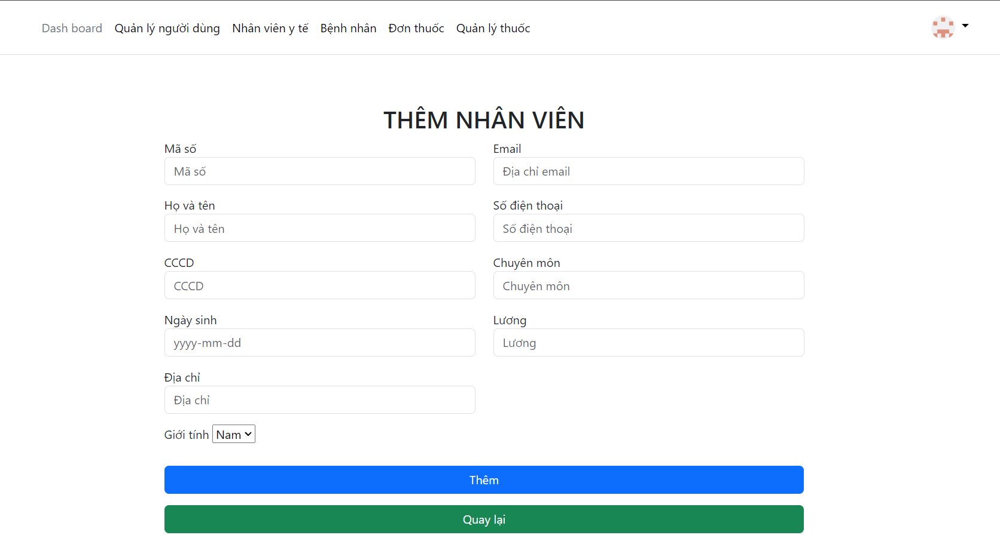 Dash board Quản lý người dùng Nhân viên y tế Bệnh nhân Đơn thuốc Quản lý thuốc
THÊM NHÂN VIÊN
Mã số
Mã số
Email
Địa chỉ email
Họ và tên
Họ và tên
Số điện thoại
Số điện thoại
CCCD
CCCD
Chuyên môn
Chuyên môn
Ngày sinh
yyyy-mm-dd
Lương
Lương
Địa chỉ
Địa chỉ
Giới tính Nam
Thêm
Quay lại